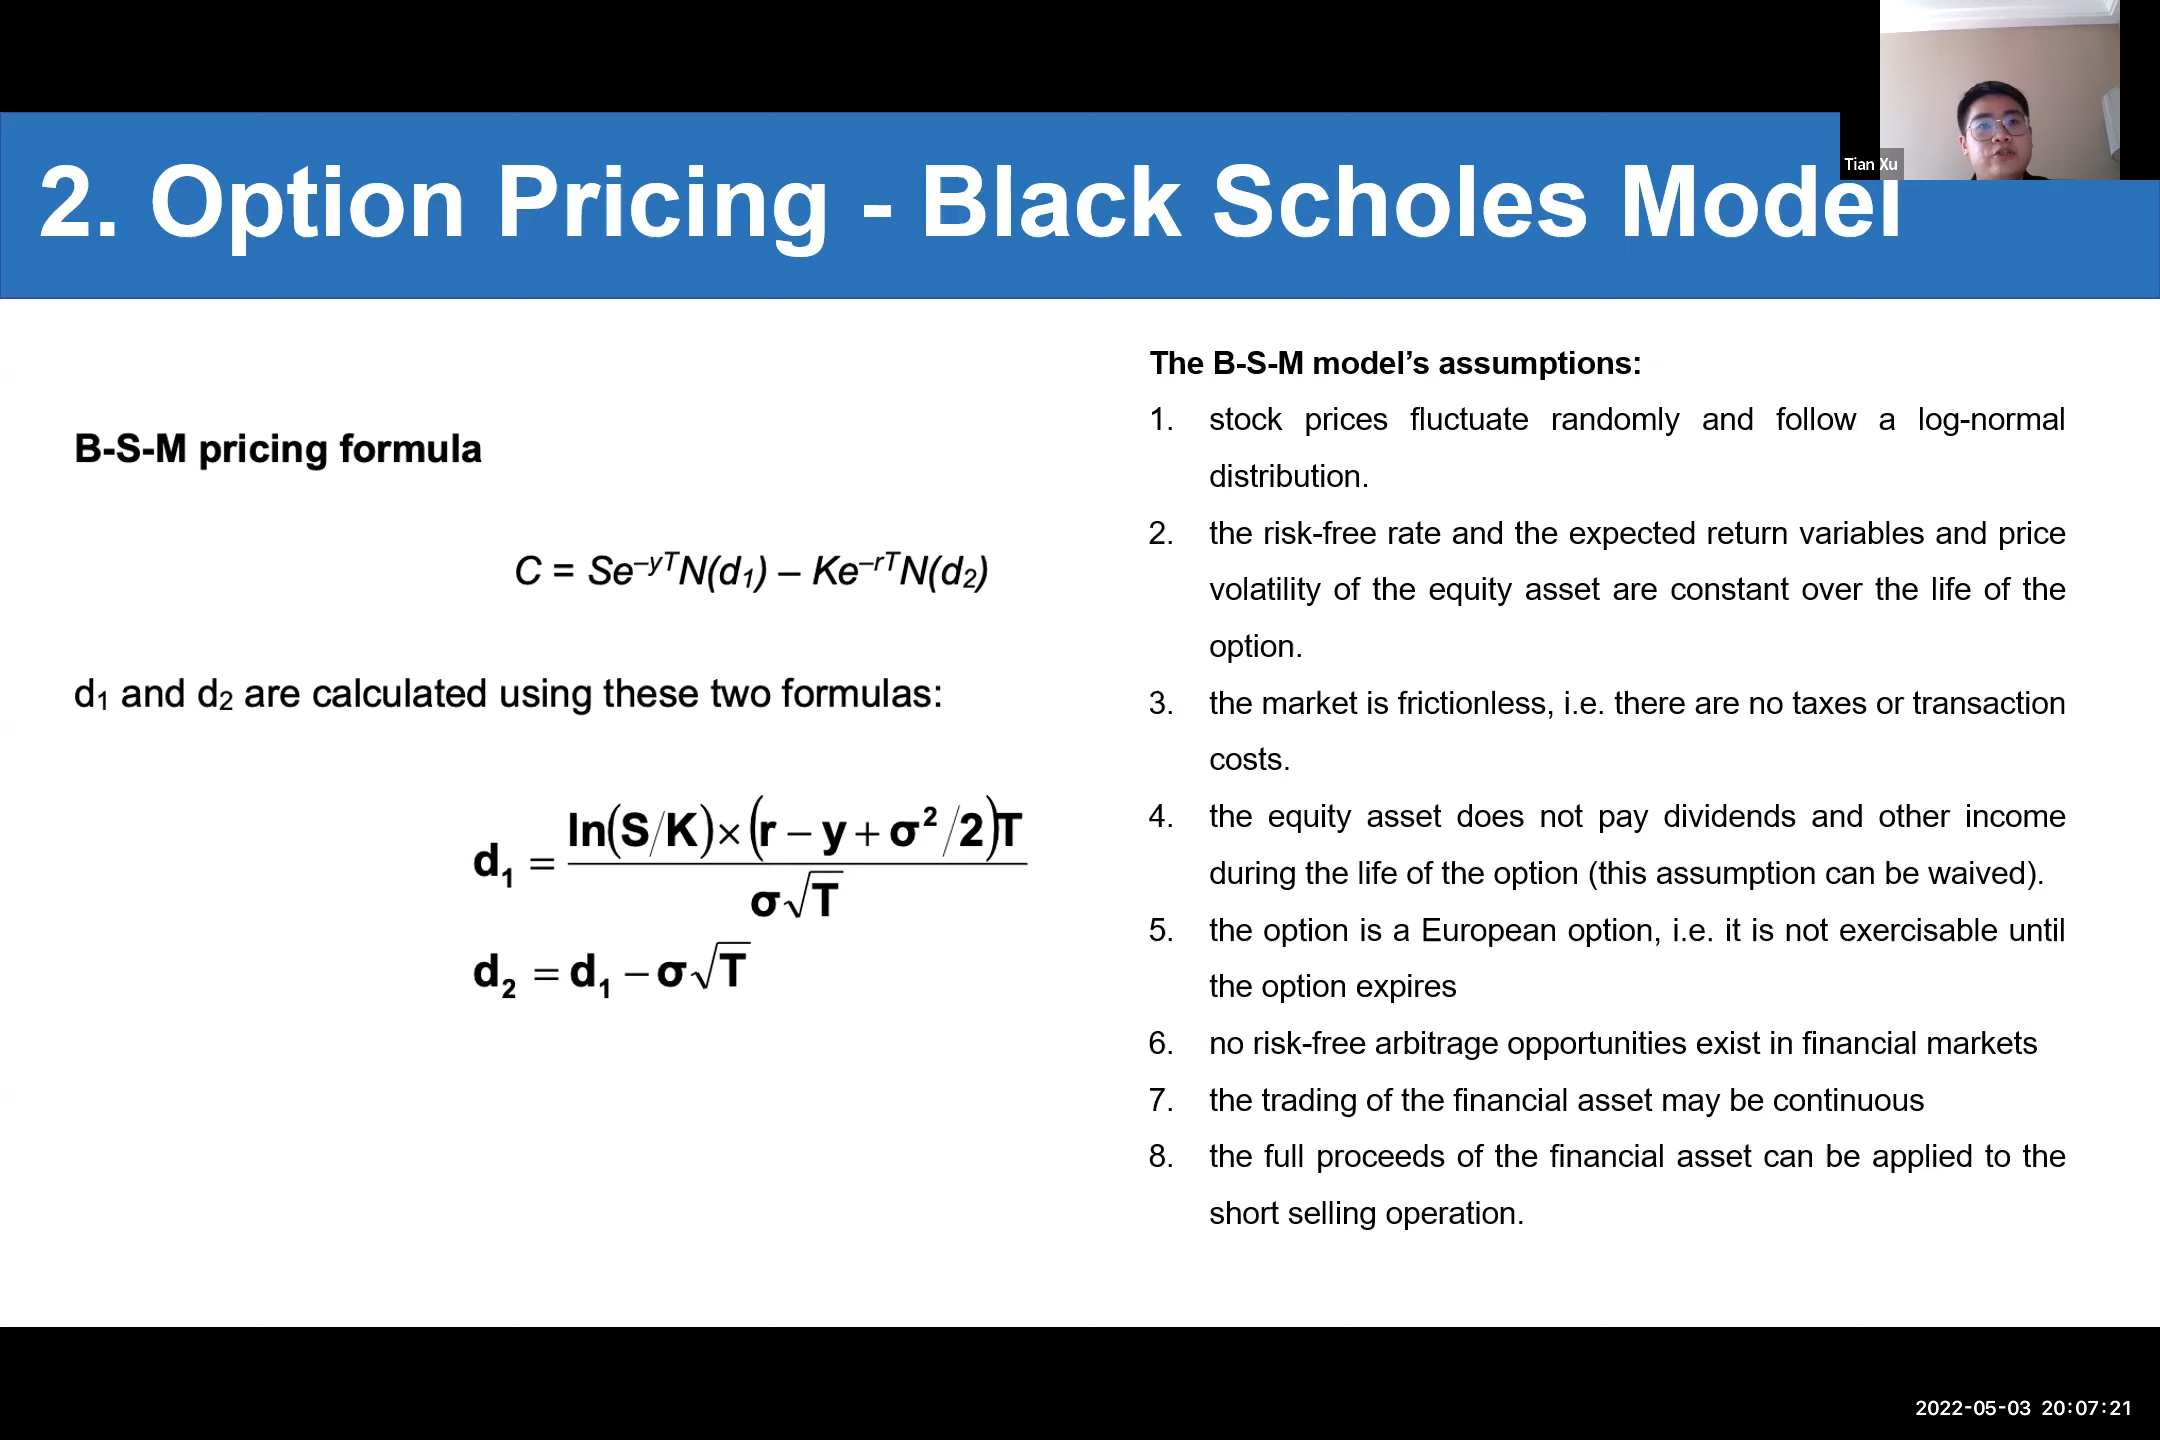 Tian Xu
2. Option Pricing - Black Scholes Model
B-S-M pricing formula
C = Se^–yT N(d₁) – Ke^–rT N(d₂)
d₁ and d₂ are calculated using these two formulas:
d₁ = ln(S/K)×(r – y + σ²/2)T
σ√T
d₂ = d₁ – σ√T
The B-S-M model’s assumptions:
1. stock prices fluctuate randomly and follow a log-normal
distribution.
2. the risk-free rate and the expected return variables and price
volatility of the equity asset are constant over the life of the
option.
3. the market is frictionless, i.e. there are no taxes or transaction
costs.
4. the equity asset does not pay dividends and other income
during the life of the option (this assumption can be waived).
5. the option is a European option, i.e. it is not exercisable until
the option expires
6. no risk-free arbitrage opportunities exist in financial markets
7. the trading of the financial asset may be continuous
8. the full proceeds of the financial asset can be applied to the
short selling operation.
2022-05-03 20:07:21